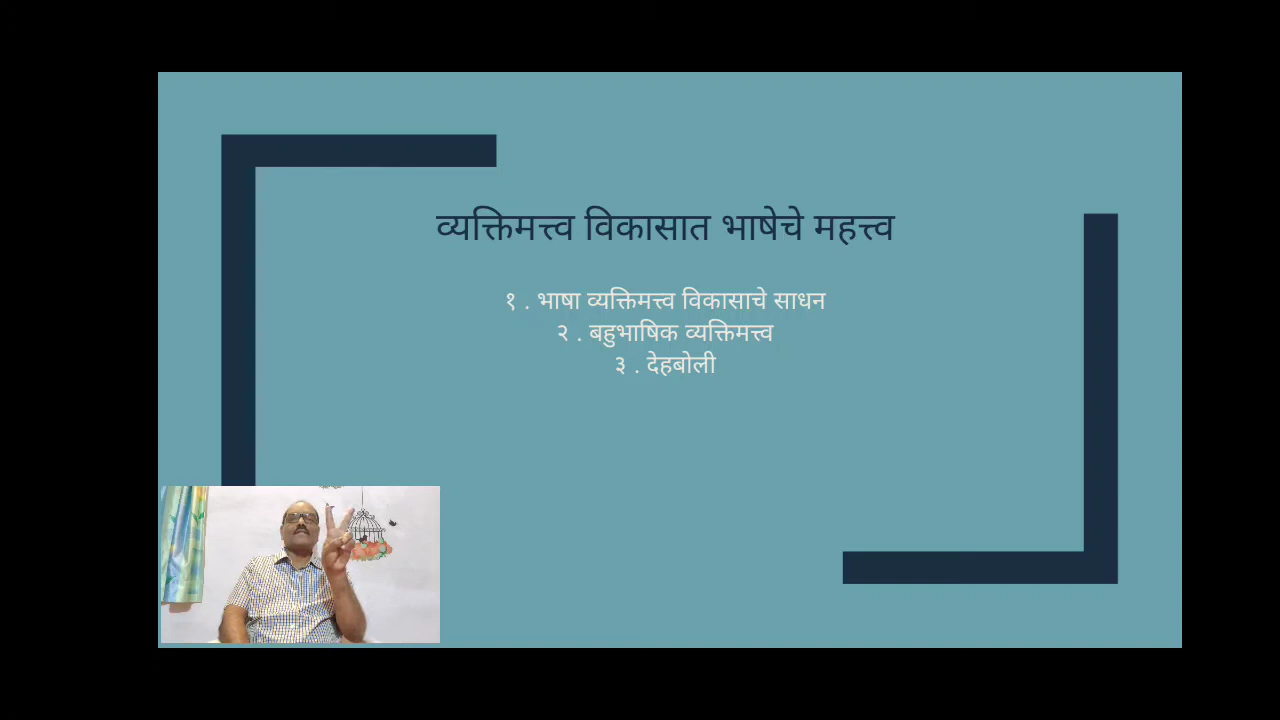 व्यक्तिमत्त्व विकासात भाषेचे महत्त्व
१ . भाषा व्यक्तिमत्त्व विकासाचे साधन
२ . बहुभाषिक व्यक्तिमत्त्व
३ . देहबोली